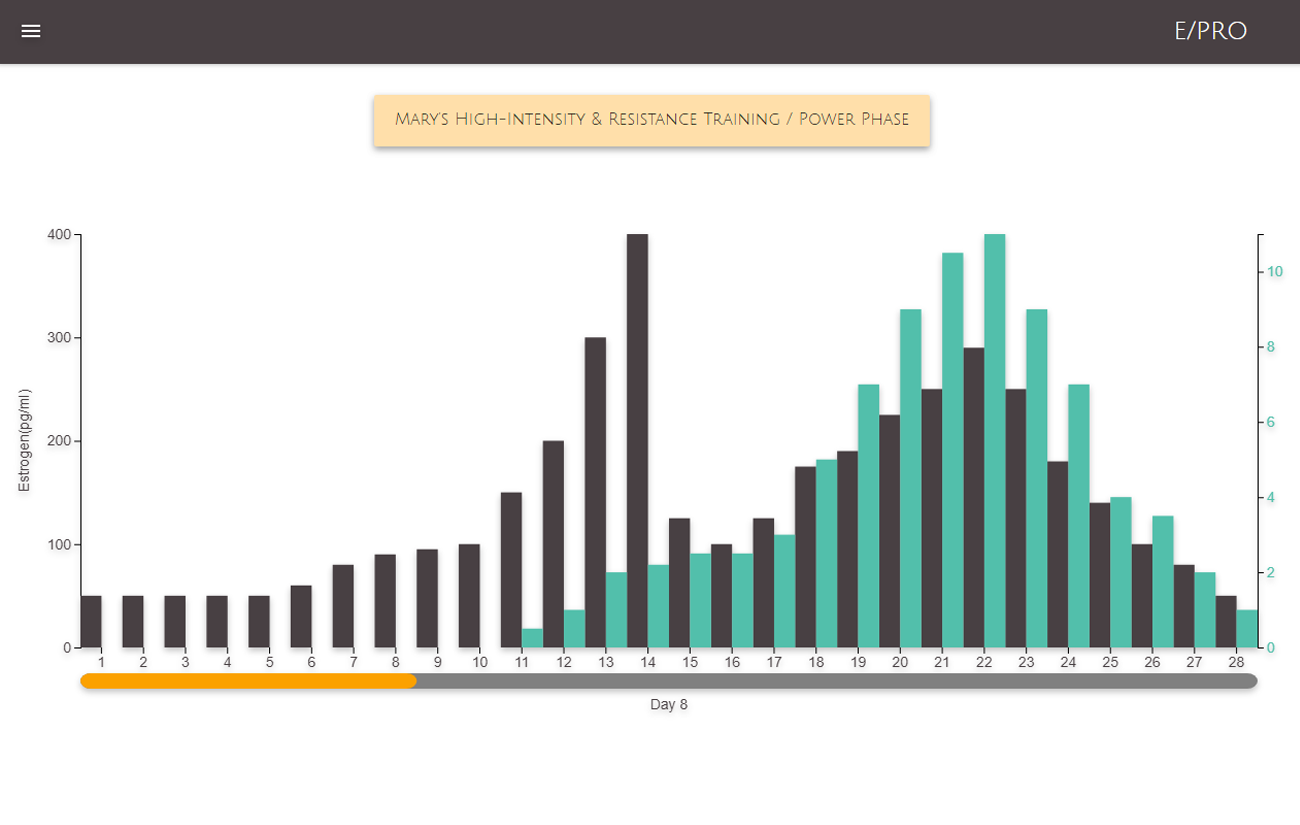 E/PRO
Mary's High-Intensity & Resistance Training / Power Phase
400
300
200
100
0
Estrogen(pg/ml)
10
8
6
4
2
0
1 2 3 4 5 6 7 8 9 10 11 12 13 14 15 16 17 18 19 20 21 22 23 24 25 26 27 28
Day 8